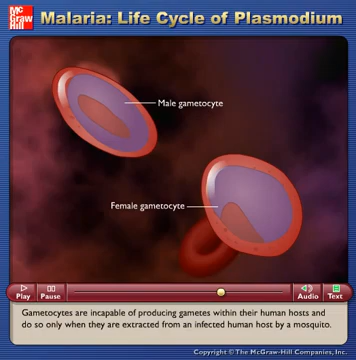 Mc
Graw
Hill
Malaria: Life Cycle of Plasmodium
Male gametocyte
Female gametocyte
Play
Pause
Audio
Text
Gametocytes are incapable of producing gametes within their human hosts and
do so only when they are extracted from an infected human host by a mosquito.
Copyright © The McGraw-Hill Companies, Inc.